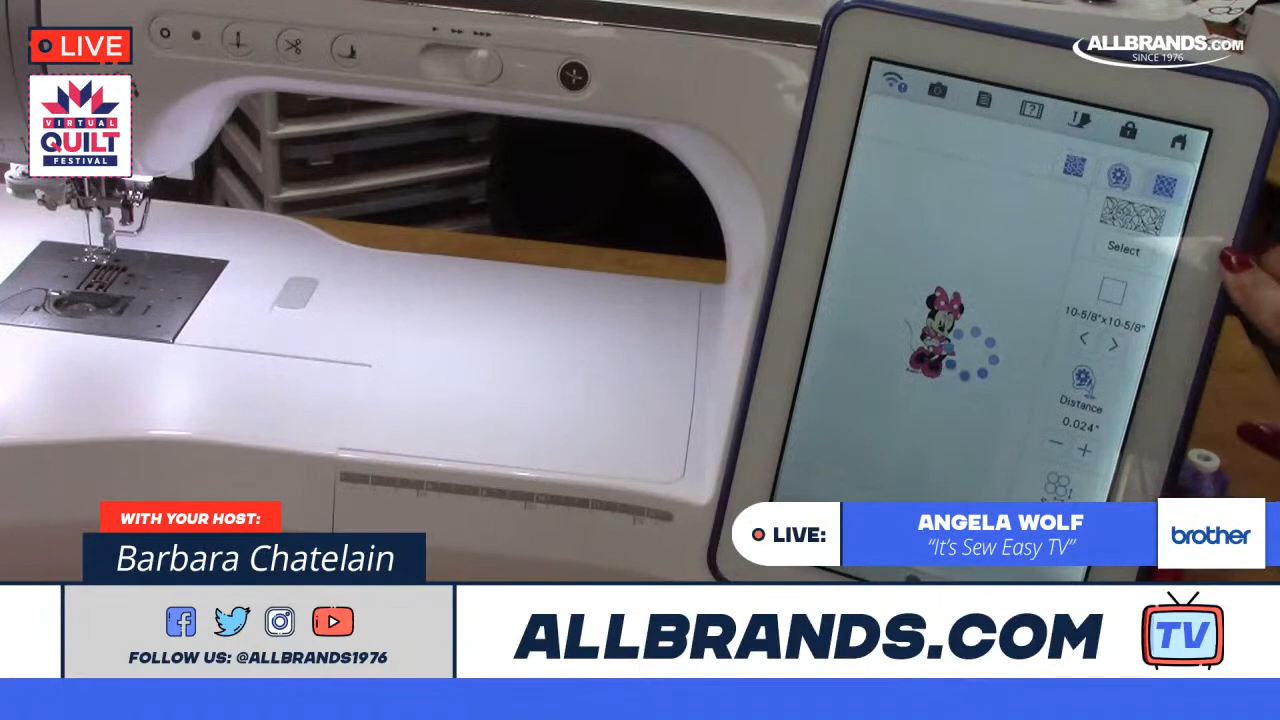 LIVE
VIRTUAL
QUILT
FESTIVAL
ALLBRANDS.COM
SINCE 1976
Select
10-5/8"x10-5/8"
Distance
0.024"
WITH YOUR HOST:
Barbara Chatelain
LIVE:
ANGELA WOLF
“It’s Sew Easy TV”
brother
FOLLOW US: @ALLBRANDS1976
ALLBRANDS.COM
TV